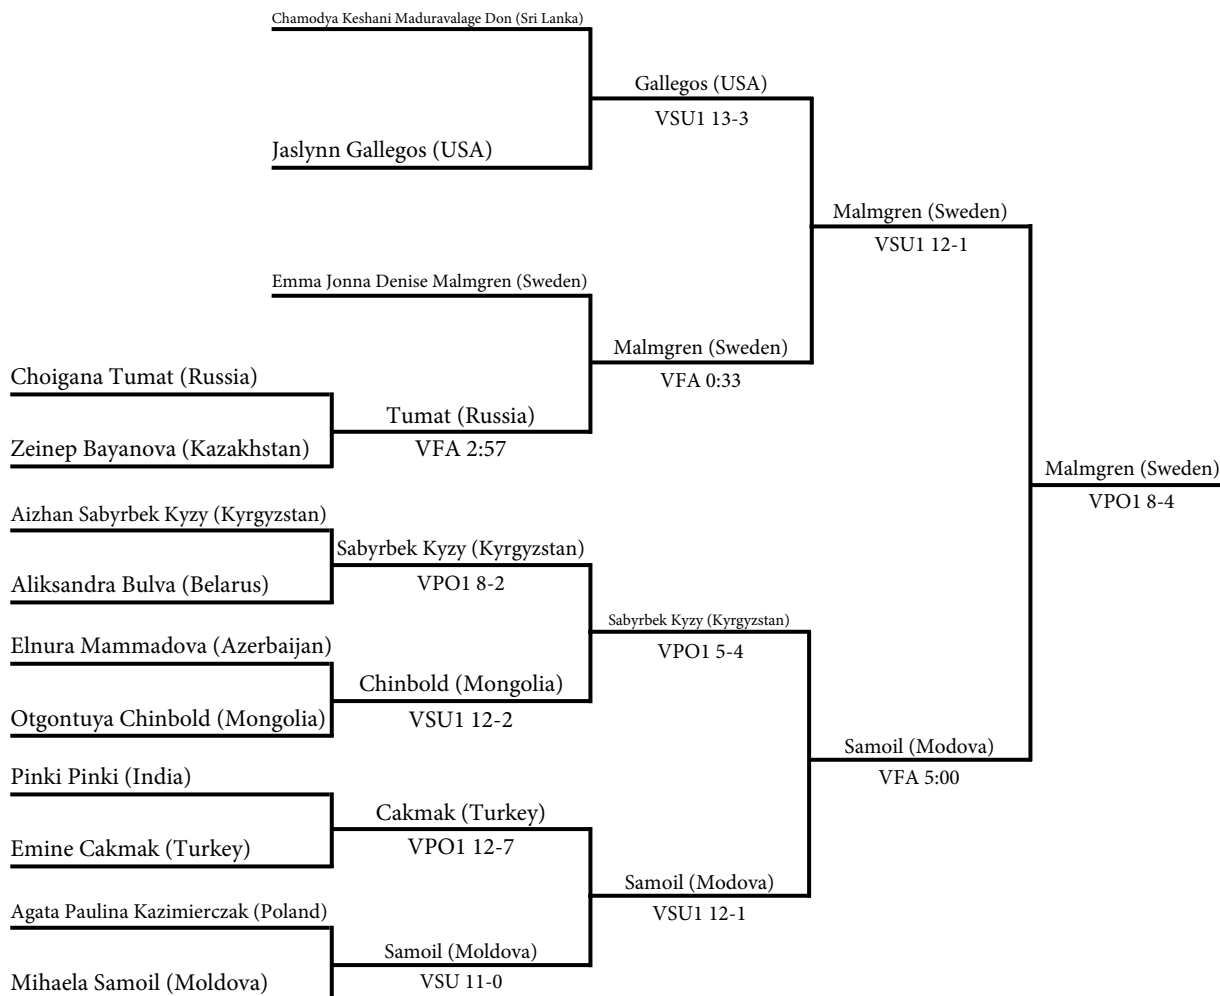 Chamodya Keshani Maduravalage Don (Sri Lanka)
Gallegos (USA)
VSU1 13-3
Jaslynn Gallegos (USA)
Malmgren (Sweden)
VSU1 12-1
Emma Jonna Denise Malmgren (Sweden)
Malmgren (Sweden)
VFA 0:33
Choigana Tumat (Russia)
Tumat (Russia)
VFA 2:57
Zeinep Bayanova (Kazakhstan)
Malmgren (Sweden)
VPO1 8-4
Aizhan Sabyrbek Kyzy (Kyrgyzstan)
Sabyrbek Kyzy (Kyrgyzstan)
VPO1 8-2
Aliksandra Bulva (Belarus)
Sabyrbek Kyzy (Kyrgyzstan)
VPO1 5-4
Elnura Mammadova (Azerbaijan)
Chinbold (Mongolia)
VSU1 12-2
Otgontuya Chinbold (Mongolia)
Samoil (Modova)
VFA 5:00
Pinki Pinki (India)
Cakmak (Turkey)
VPO1 12-7
Emine Cakmak (Turkey)
Samoil (Modova)
VSU1 12-1
Agata Paulina Kazimierczak (Poland)
Samoil (Moldova)
VSU 11-0
Mihaela Samoil (Moldova)